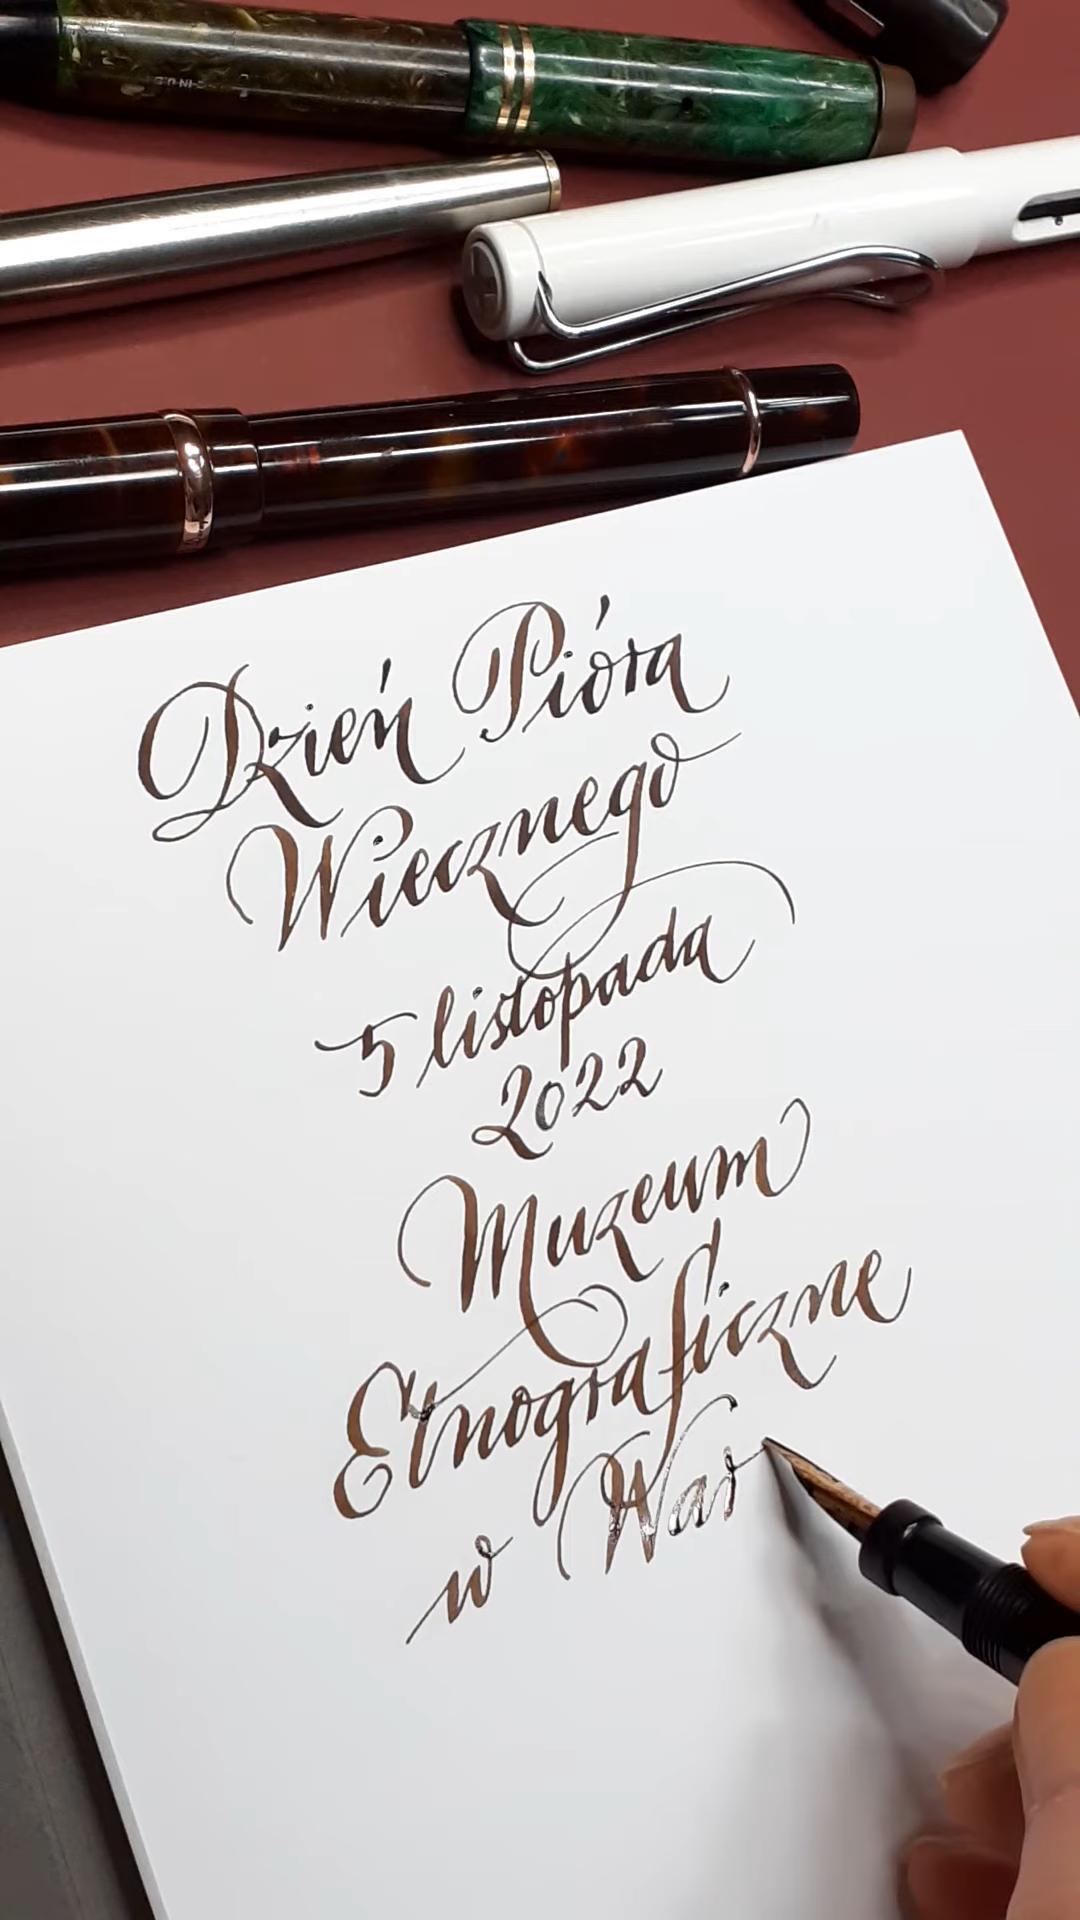 Dzień Pióra
Wiecznego
5 listopada
2022
Muzeum
Etnograficzne
w War